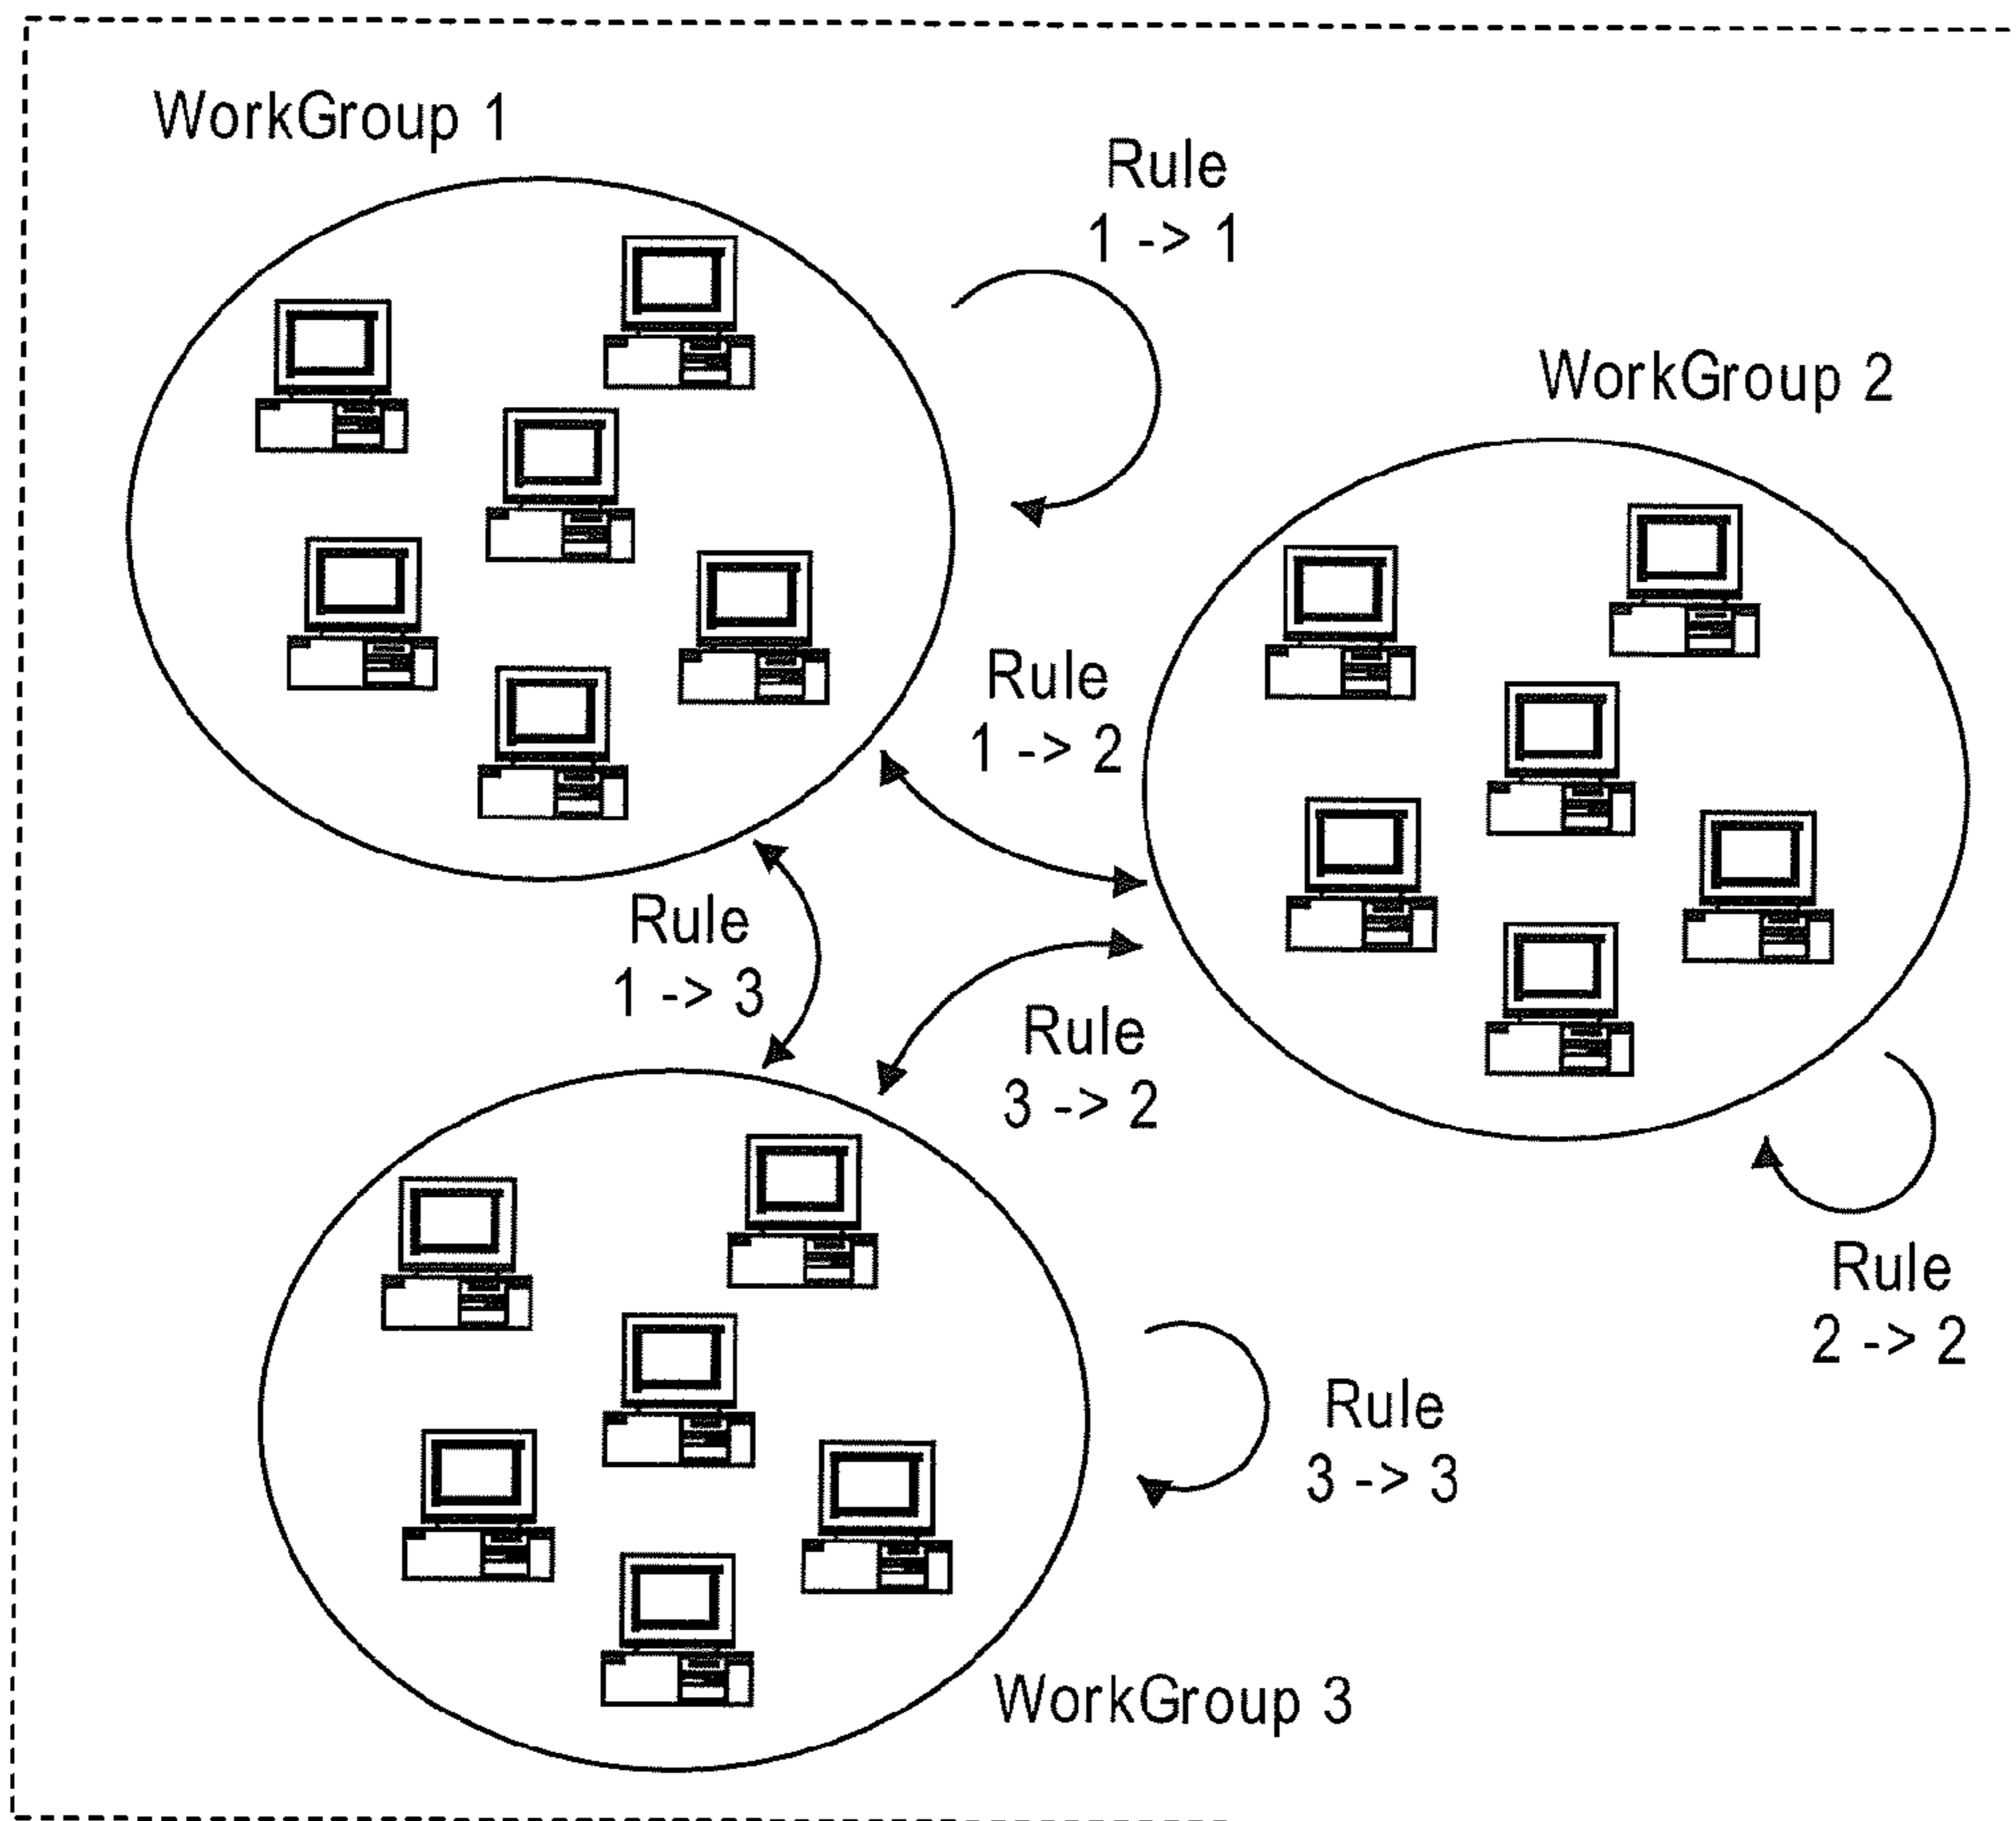 WorkGroup 1
Rule
1 -> 1
WorkGroup 2
Rule
1 -> 2
Rule
1 -> 3
Rule
3 -> 2
Rule
2 -> 2
Rule
3 -> 3
WorkGroup 3